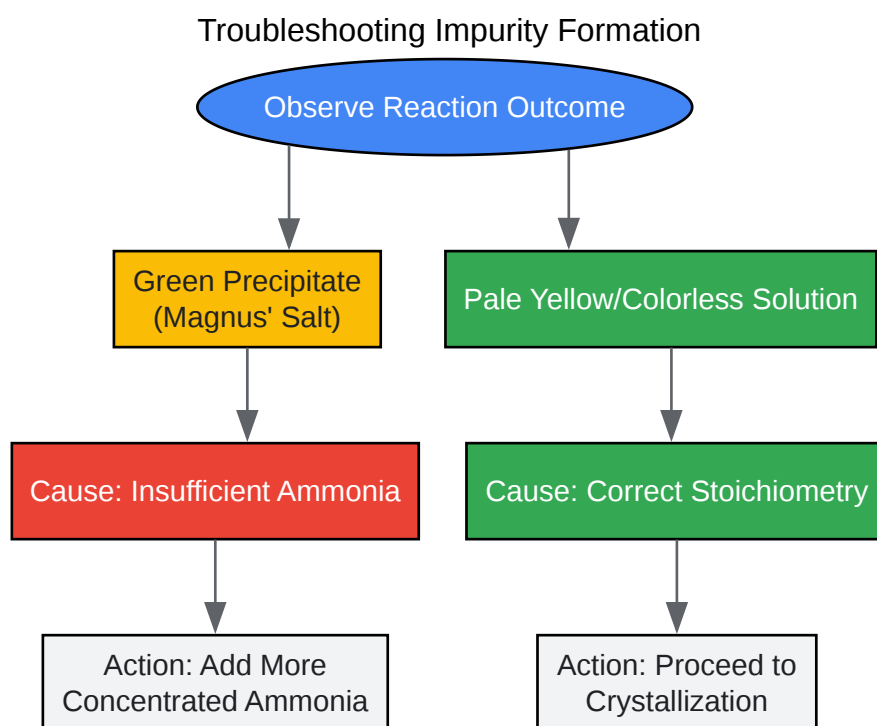 Troubleshooting Impurity Formation
Observe Reaction Outcome
Green Precipitate
(Magnus' Salt)
Pale Yellow/Colorless Solution
Cause: Insufficient Ammonia
Cause: Correct Stoichiometry
Action: Add More
Concentrated Ammonia
Action: Proceed to
Crystallization